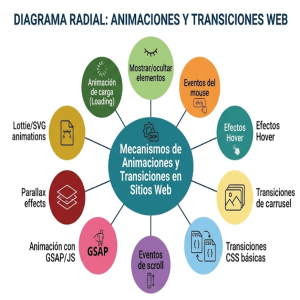 DIAGRAMA RADIAL: ANIMACIONES Y TRANSICIONES WEB
Mostrar/ocultar
elementos
Animación
de carga
(Loading)
Eventos del
mouse
Lottie/SVG
animations
Efectos
Hover
Efectos
Hover
Mecanismos de
Animaciones y
Transiciones en
Sitios Web
Parallax
effects
Transiciones
de carrusel
Animación con
GSAP/JS
GSAP
Eventos
de scroll
Transiciones
CSS básicas